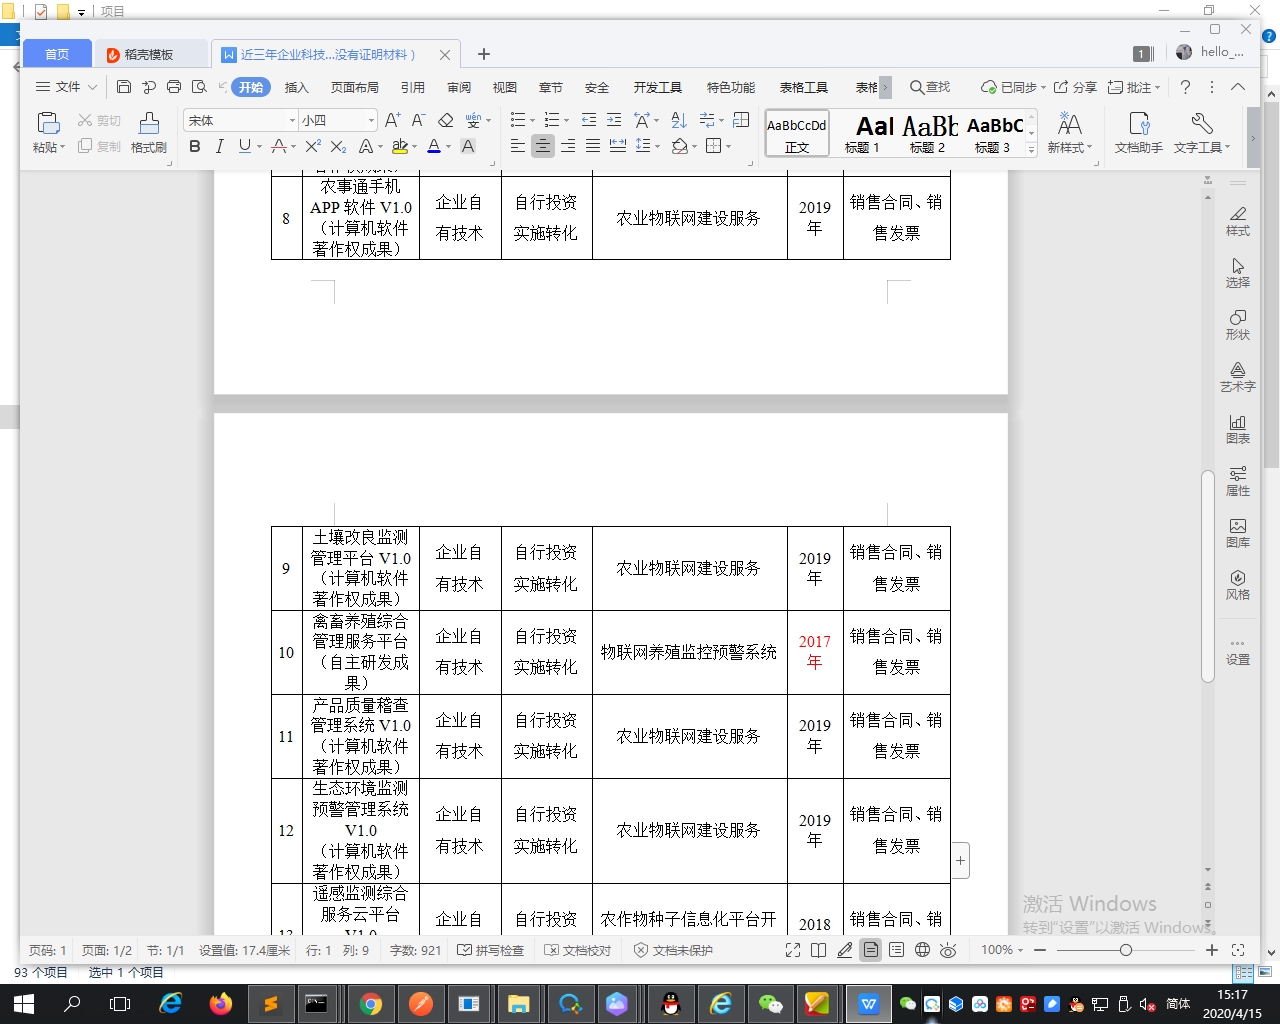 项目
首页
稻壳模板
近三年企业科技...没有证明材料）
1
hello_...
文件
开始
插入
页面布局
引用
审阅
视图
章节
安全
开发工具
特色功能
表格工具
表格
查找
已同步
分享
批注
粘贴
剪切
复制
格式刷
宋体
小四
AaBbCcDd
正文
AaI
标题 1
AaBb
标题 2
AaBbC
标题 3
新样式
文档助手
文字工具
8
农事通手机
APP 软件 V1.0
（计算机软件
著作权成果）
企业自
有技术
自行投资
实施转化
农业物联网建设服务
2019
年
销售合同、销
售发票
9
土壤改良监测
管理平台 V1.0
（计算机软件
著作权成果）
企业自
有技术
自行投资
实施转化
农业物联网建设服务
2019
年
销售合同、销
售发票
10
禽畜养殖综合
管理服务平台
（自主研发成
果）
企业自
有技术
自行投资
实施转化
物联网养殖监控预警系统
2017
年
销售合同、销
售发票
11
产品质量稽查
管理系统 V1.0
（计算机软件
著作权成果）
企业自
有技术
自行投资
实施转化
农业物联网建设服务
2019
年
销售合同、销
售发票
12
生态环境监测
预警管理系统
V1.0
（计算机软件
著作权成果）
企业自
有技术
自行投资
实施转化
农业物联网建设服务
2019
年
销售合同、销
售发票
13
遥感监测综合
服务云平台
V1.0
企业自
自行投资
农作物种子信息化平台开
2018
销售合同、销
样式
选择
形状
艺术字
图表
属性
图库
风格
设置
激活 Windows
转到"设置"以激活 Windows。
页码: 1
页面: 1/2
节: 1/1
设置值: 17.4厘米
行: 1
列: 9
字数: 921
拼写检查
文档校对
文档未保护
100%
93 个项目
选中 1 个项目
简体
15:17
2020/4/15